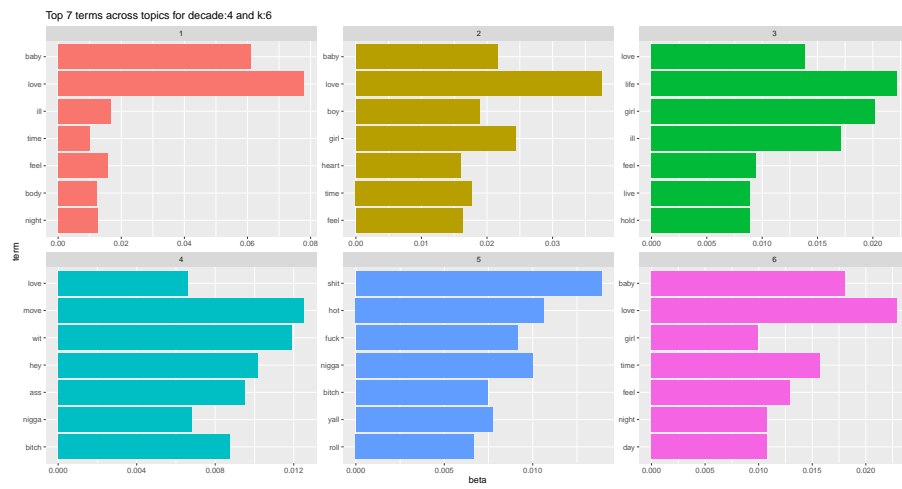 Top 7 terms across topics for decade:4 and k:6
1
baby
love
ill
time
feel
body
night
0.00 0.02 0.04 0.06 0.08
2
baby
love
boy
girl
heart
time
feel
0.00 0.01 0.02 0.03
3
love
life
girl
ill
feel
live
hold
0.000 0.005 0.010 0.015 0.020
term
4
love
move
wit
hey
ass
nigga
bitch
0.000 0.004 0.008 0.012
5
shit
hot
fuck
nigga
bitch
yall
roll
0.000 0.005 0.010
6
baby
love
girl
time
feel
night
day
0.000 0.005 0.010 0.015 0.020
beta